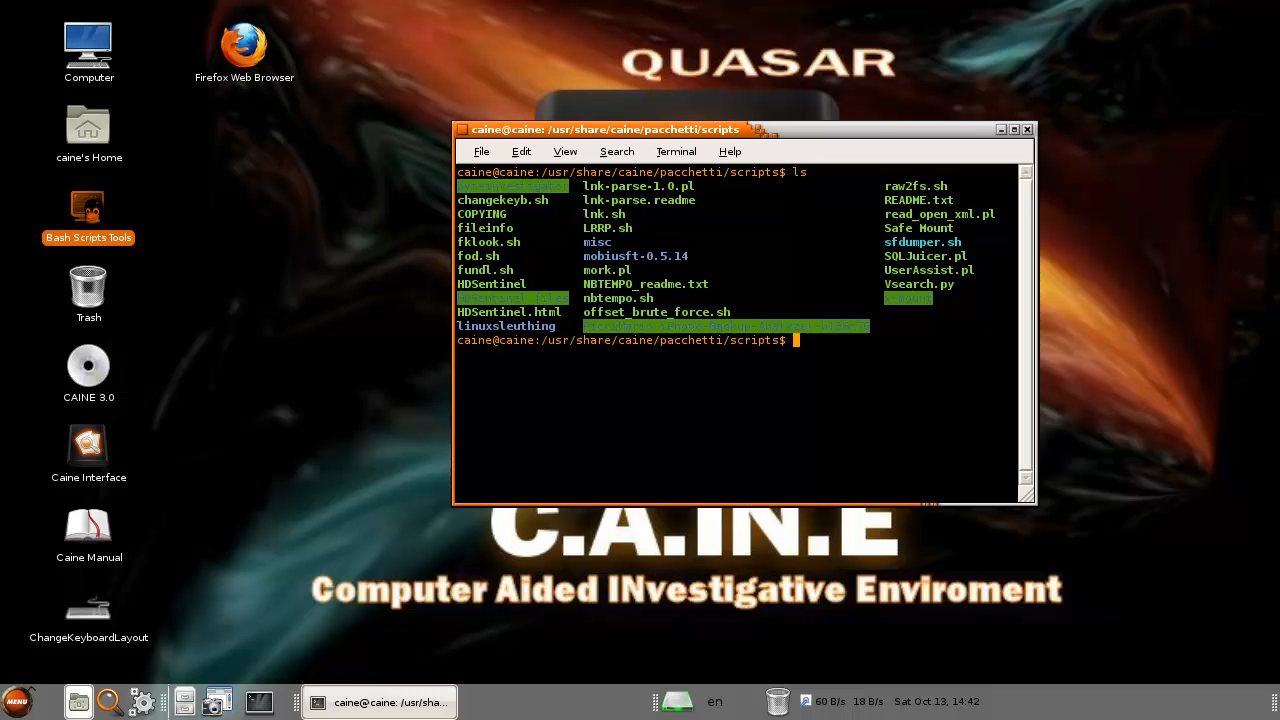 Computer
Firefox Web Browser
QUASAR
caine's Home
Bash Scripts Tools
Trash
CAINE 3.0
Caine Interface
Caine Manual
ChangeKeyboardLayout
caine@caine: /usr/share/caine/pacchetti/scripts
File Edit View Search Terminal Help
caine@caine:/usr/share/caine/pacchetti/scripts$ ls
lnk-parse-1.0.pl raw2fs.sh
changekeyb.sh lnk-parse.readme README.txt
COPYING lnk.sh read_open_xml.pl
fileinfo LRRP.sh Safe Mount
fklook.sh misc sfdumper.sh
fod.sh mobiusft-0.5.14 SQLJuicer.pl
fundl.sh mork.pl UserAssist.pl
HDSentinel NBTEMPO_readme.txt Vsearch.py
HDSentinel_files nbtempo.sh x-mount
HDSentinel.html offset_brute_force.sh
linuxsleuthing
caine@caine:/usr/share/caine/pacchetti/scripts$
C.A.IN.E
Computer Aided INvestigative Enviroment
MENU
caine@caine: /usr/sha...
en
60 B/s 18 B/s Sat Oct 13, 14:42